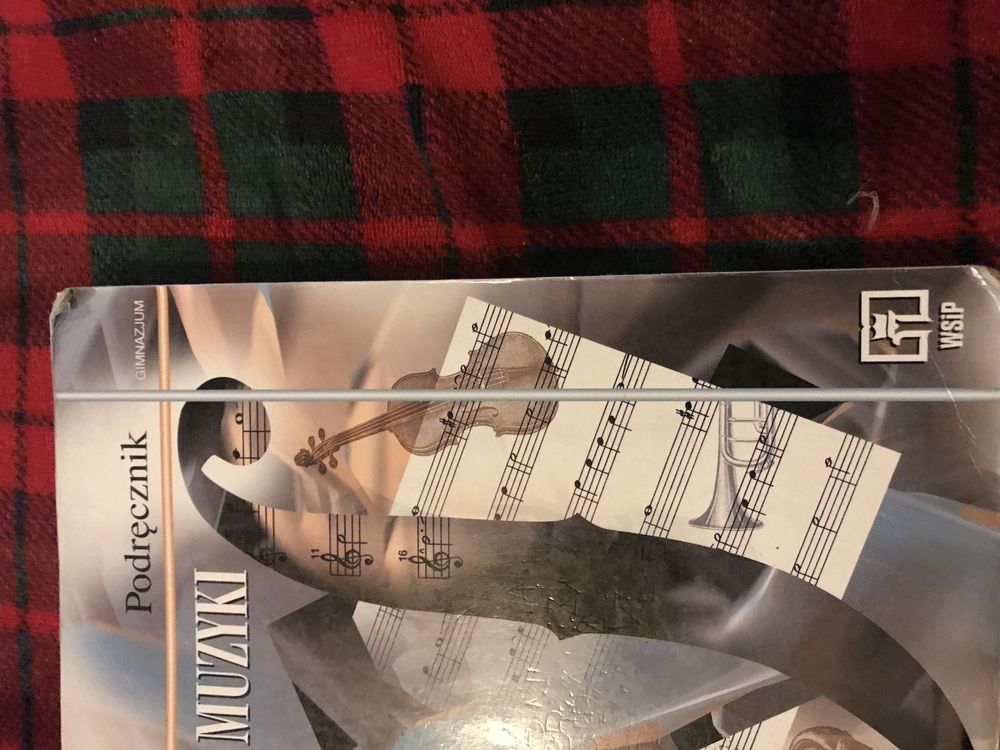 GIMNAZJUM
Podręcznik
MUZYKI
11
16
WSiP